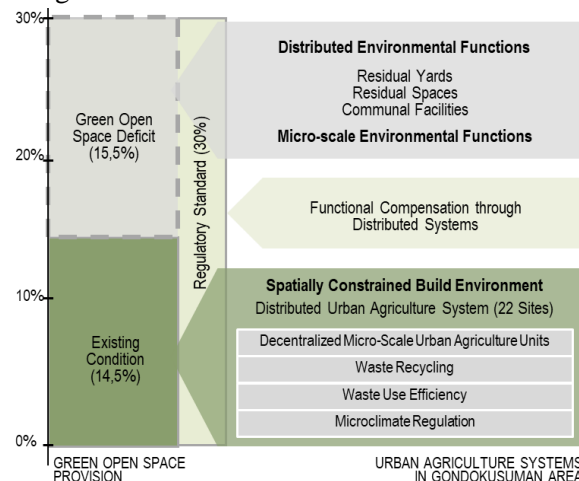 30%
20%
10%
0%
Green Open
Space Deficit
(15,5%)
Existing
Condition
(14,5%)
Regulatory Standard (30%)
Distributed Environmental Functions
Residual Yards
Residual Spaces
Communal Facilities
Micro-scale Environmental Functions
Functional Compensation through
Distributed Systems
Spatially Constrained Build Environment
Distributed Urban Agriculture System (22 Sites)
Decentralized Micro-Scale Urban Agriculture Units
Waste Recycling
Waste Use Efficiency
Microclimate Regulation
GREEN OPEN SPACE
PROVISION
URBAN AGRICULTURE SYSTEMS
IN GONDOKUSUMAN AREA